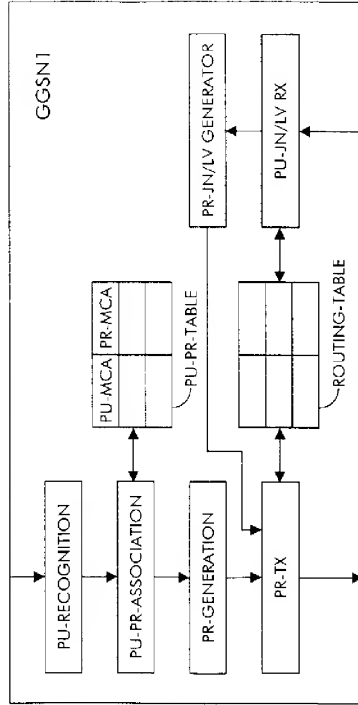 GGSN1
PU-RECOGNITION
PU-PR-ASSOCIATION
PU-MCA PR-MCA
PU-PR-TABLE
PR-GENERATION
PR-JN/LV GENERATOR
PR-TX
ROUTING-TABLE
PU-JN/LV RX